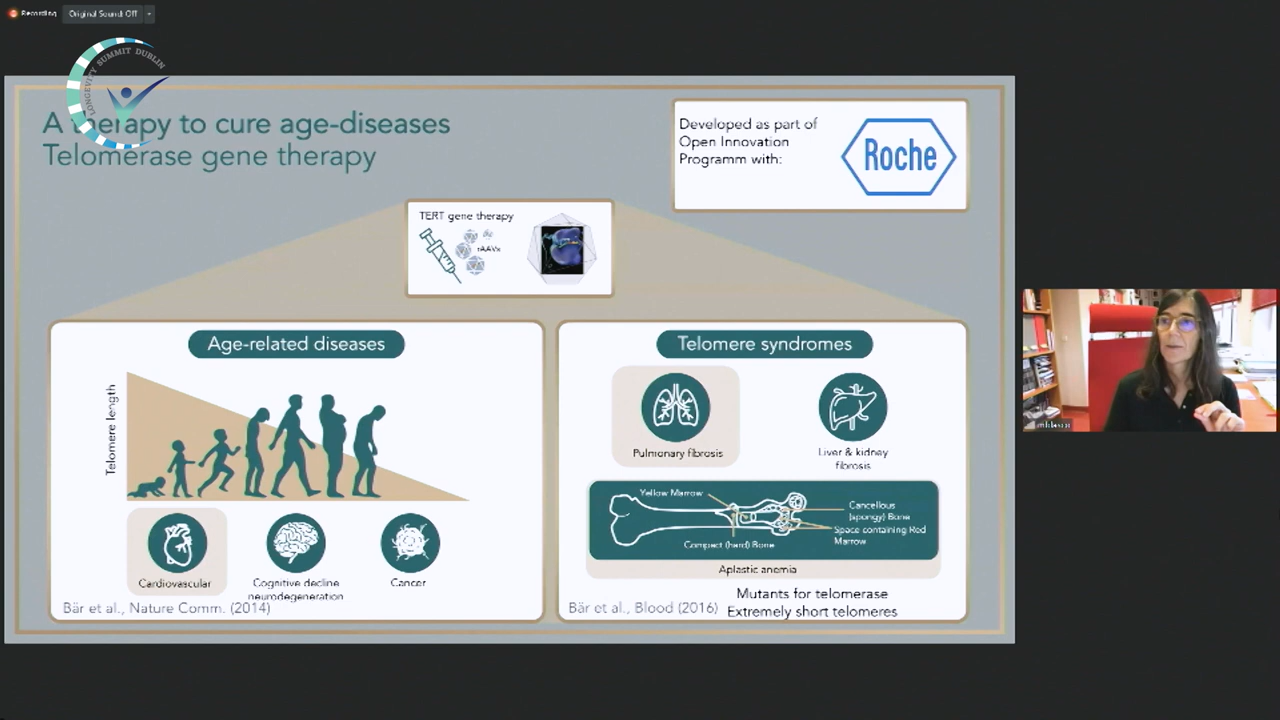 Recording
Original Sound: Off
LONGEVITY SUMMIT DUBLIN
A therapy to cure age-diseases
Telomerase gene therapy
Developed as part of
Open Innovation
Programm with:
Roche
TERT gene therapy
rAAVs
Age-related diseases
Telomere length
Cardiovascular
Cognitive decline
neurodegeneration
Cancer
Bär et al., Nature Comm. (2014)
Telomere syndromes
Pulmonary fibrosis
Liver & kidney
fibrosis
Yellow Marrow
Cancellous
(spongy) Bone
Space containing Red
Marrow
Compact (hard) Bone
Aplastic anemia
Mutants for telomerase
Bär et al., Blood (2016)
Extremely short telomeres